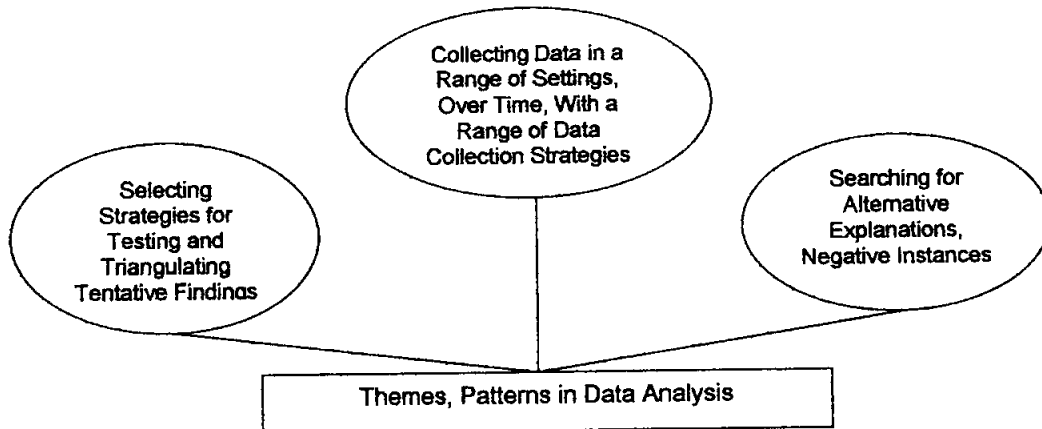 Collecting Data in a
Range of Settings,
Over Time, With a
Range of Data
Collection Strategies
Selecting
Strategies for
Testing and
Triangulating
Tentative Findings
Searching for
Alternative
Explanations,
Negative Instances
Themes, Patterns in Data Analysis